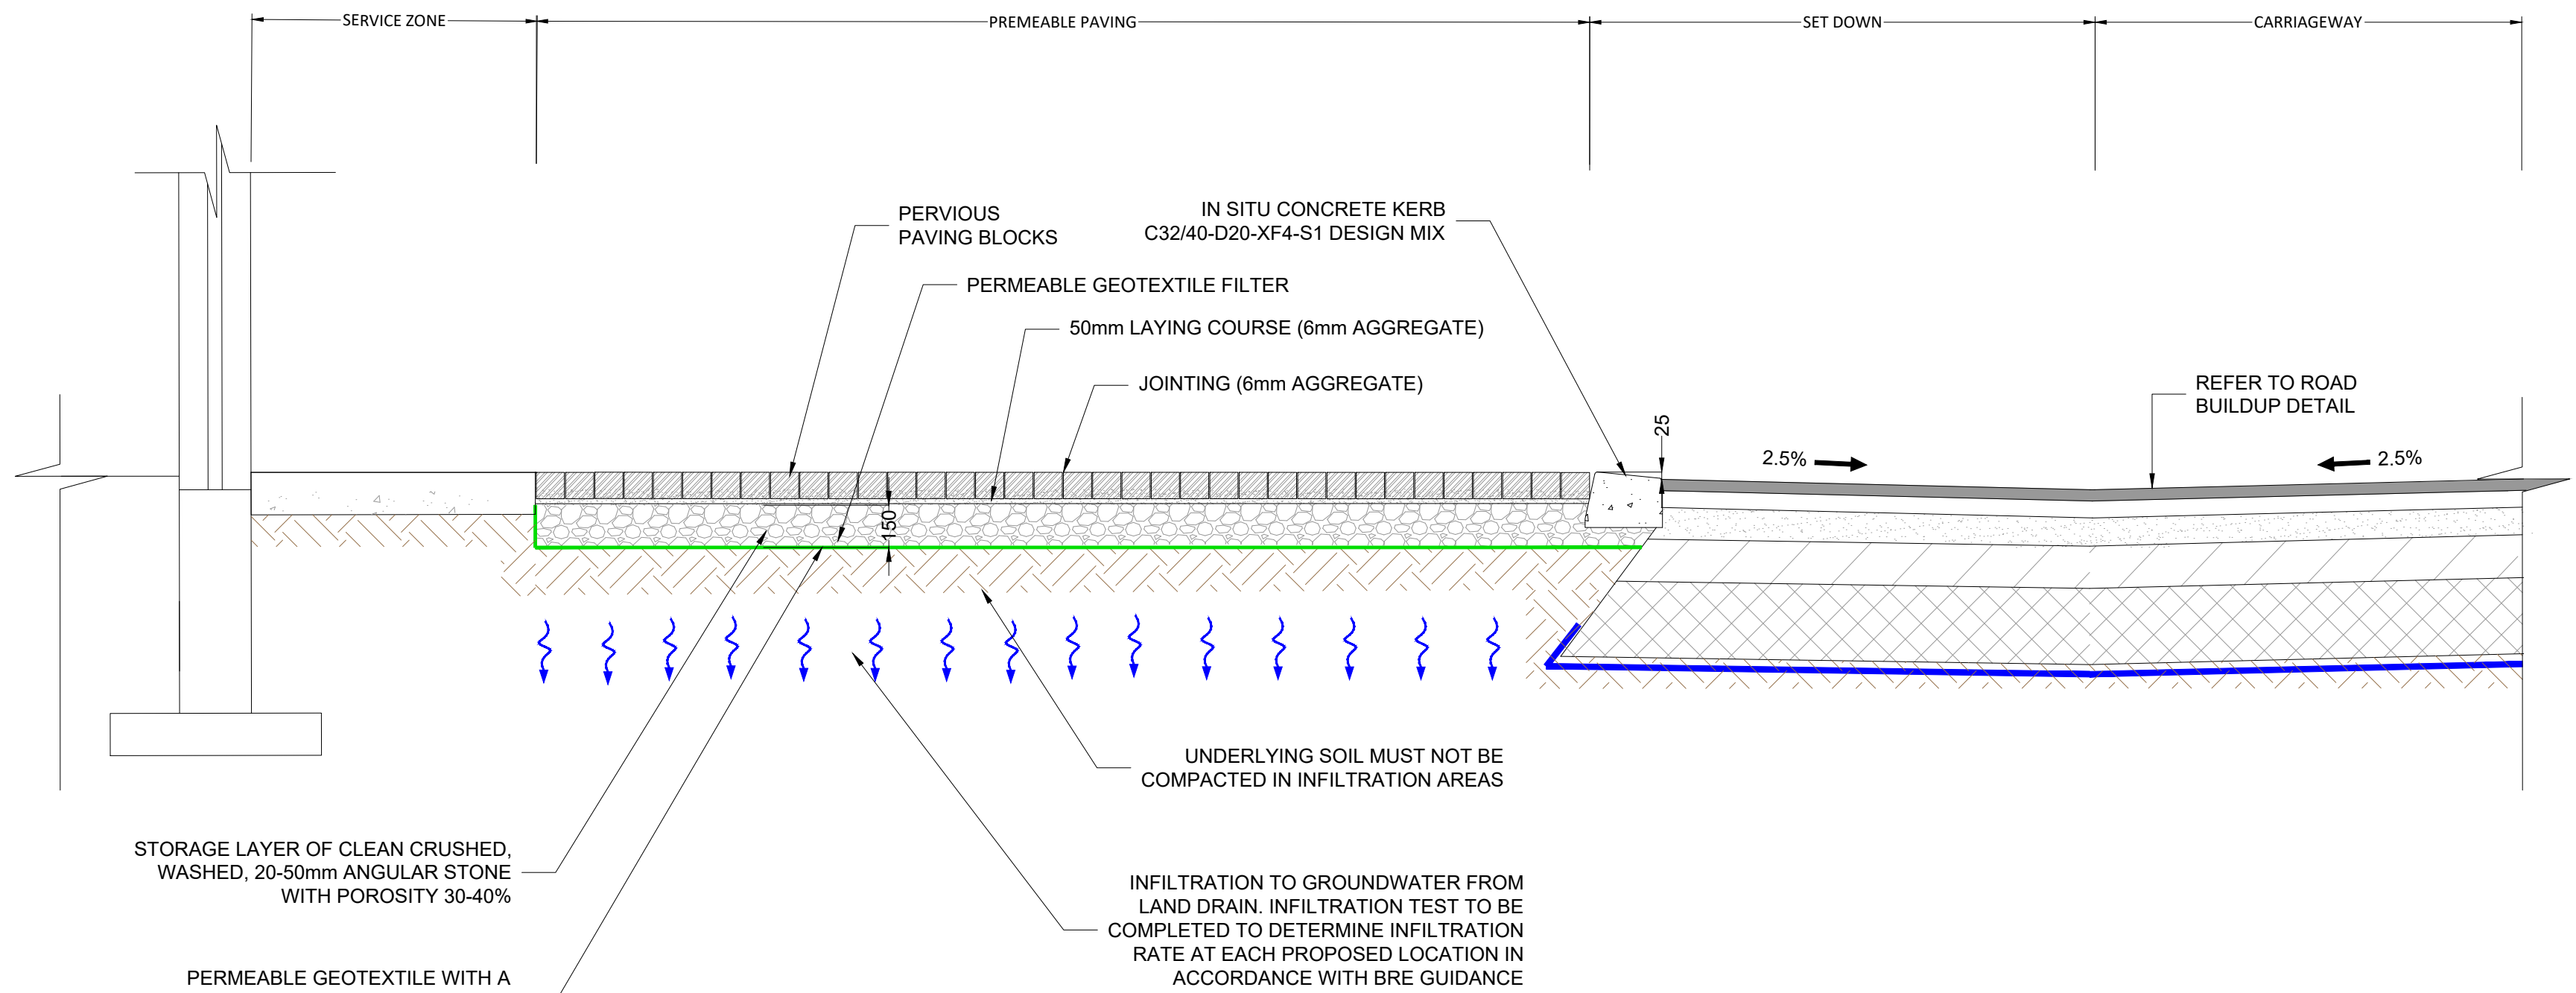 SERVICE ZONE
PREMEABLE PAVING
SET DOWN
CARRIAGEWAY
PERVIOUS
PAVING BLOCKS
IN SITU CONCRETE KERB
C32/40-D20-XF4-S1 DESIGN MIX
PERMEABLE GEOTEXTILE FILTER
50mm LAYING COURSE (6mm AGGREGATE)
JOINTING (6mm AGGREGATE)
REFER TO ROAD
BUILDUP DETAIL
25
2.5%
2.5%
150
UNDERLYING SOIL MUST NOT BE
COMPACTED IN INFILTRATION AREAS
STORAGE LAYER OF CLEAN CRUSHED,
WASHED, 20-50mm ANGULAR STONE
WITH POROSITY 30-40%
INFILTRATION TO GROUNDWATER FROM
LAND DRAIN. INFILTRATION TEST TO BE
COMPLETED TO DETERMINE INFILTRATION
RATE AT EACH PROPOSED LOCATION IN
ACCORDANCE WITH BRE GUIDANCE
PERMEABLE GEOTEXTILE WITH A